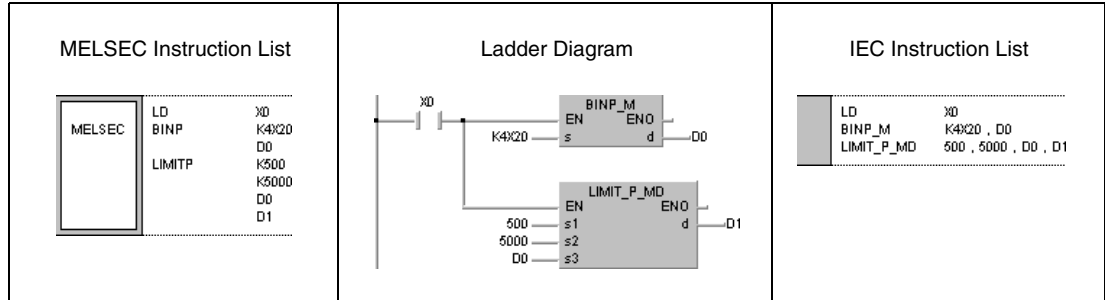 MELSEC Instruction List
MELSEC
LD X0
BINP K4X20
D0
LIMITP K500
K5000
D0
D1
Ladder Diagram
X0
BINP_M
EN ENO
K4X20 s d D0
LIMIT_P_MD
EN ENO
500 s1 d D1
5000 s2
D0 s3
IEC Instruction List
LD X0
BINP_M K4X20 , D0
LIMIT_P_MD 500 , 5000 , D0 , D1